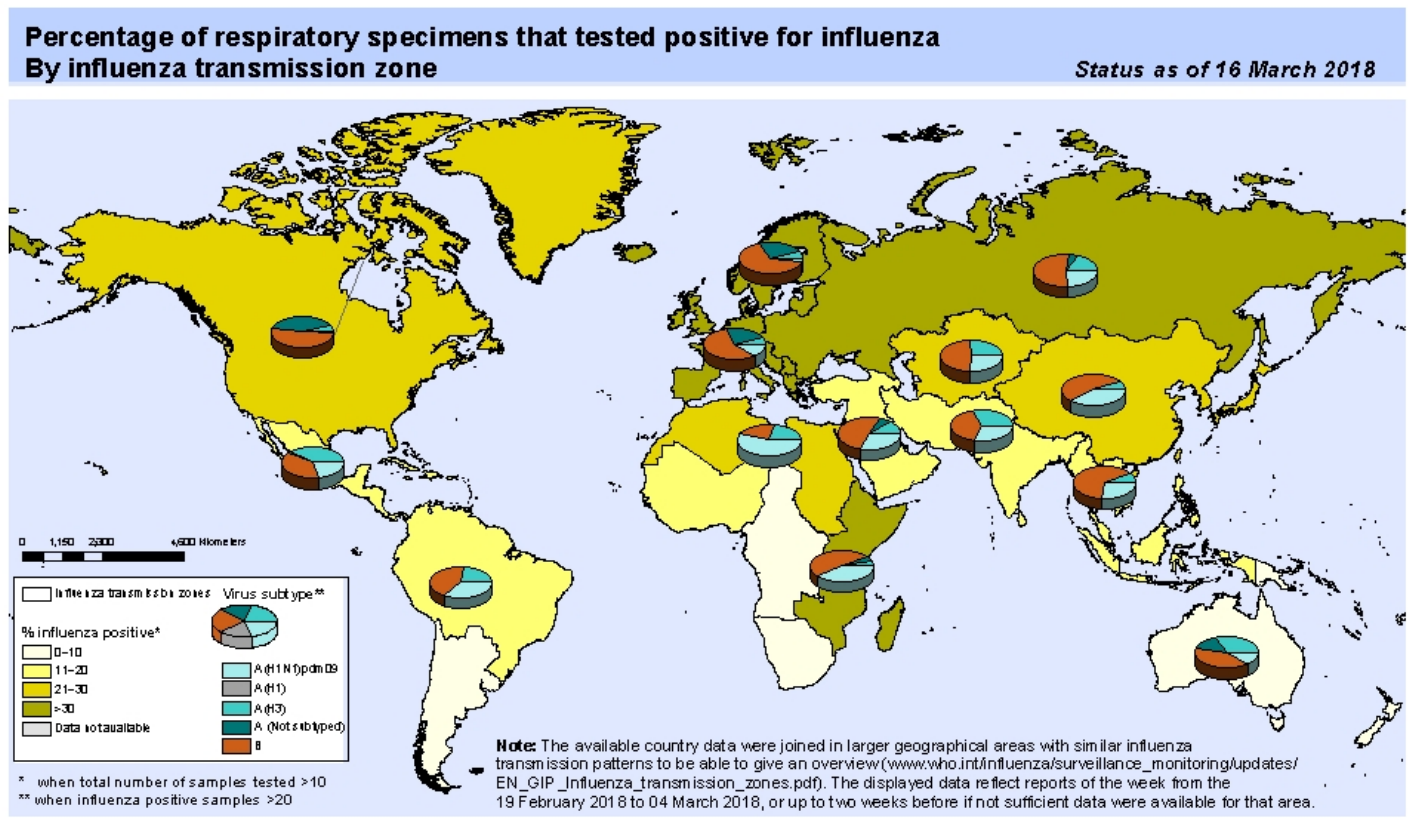 Percentage of respiratory specimens that tested positive for influenza
By influenza transmission zone
Status as of 16 March 2018
0 1,150 2,300 4,600 Kilometers
Influenza transmission zones
Virus subtype**
% influenza positive*
0-10
11-20
21-30
>30
Data not available
A(H1N1)pdm09
A(H1)
A(H3)
A (Not subtyped)
B
* when total number of samples tested >10
** when influenza positive samples >20
Note: The available country data were joined in larger geographical areas with similar influenza
transmission patterns to be able to give an overview (www.who.int/influenza/surveillance_monitoring/updates/
EN_GIP_Influenza_transmission_zones.pdf). The displayed data reflect reports of the week from the
19 February 2018 to 04 March 2018, or up to two weeks before if not sufficient data were available for that area.